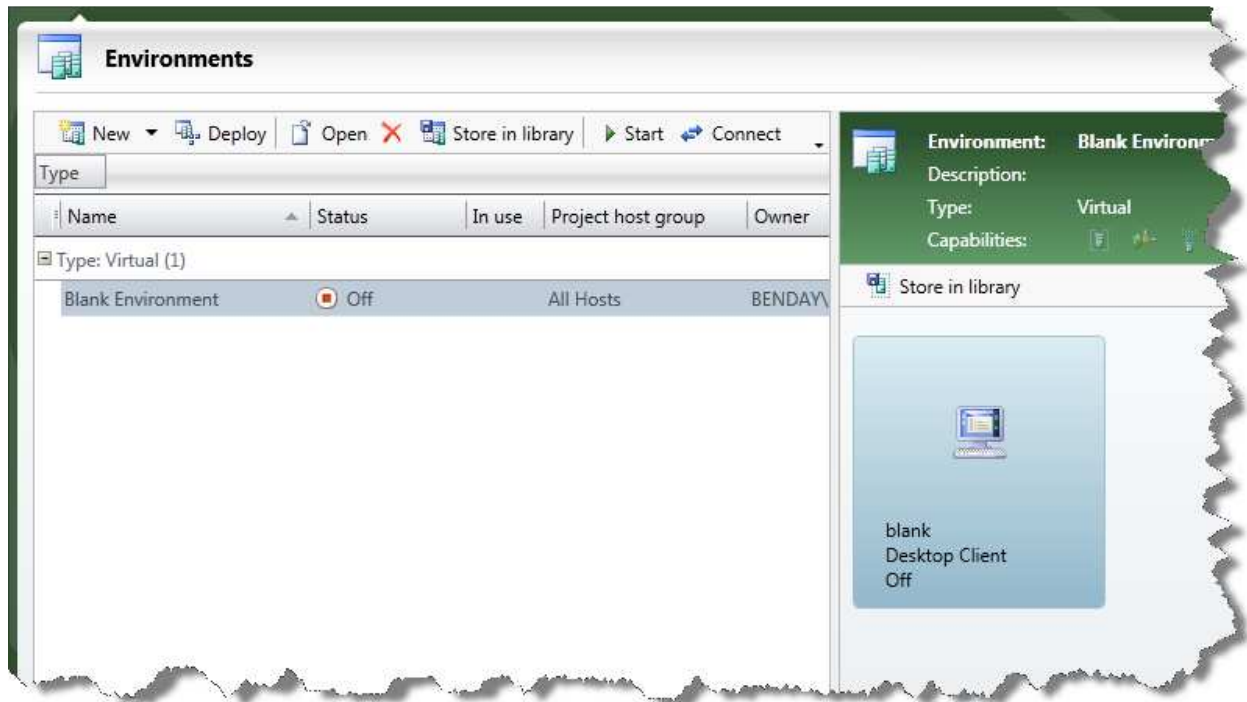 Environments
New Deploy Open Store in library Start Connect
Type
Name Status In use Project host group Owner
Type: Virtual (1)
Blank Environment Off All Hosts BENDAY\
Environment: Blank Environm
Description:
Type: Virtual
Capabilities:
Store in library
blank
Desktop Client
Off